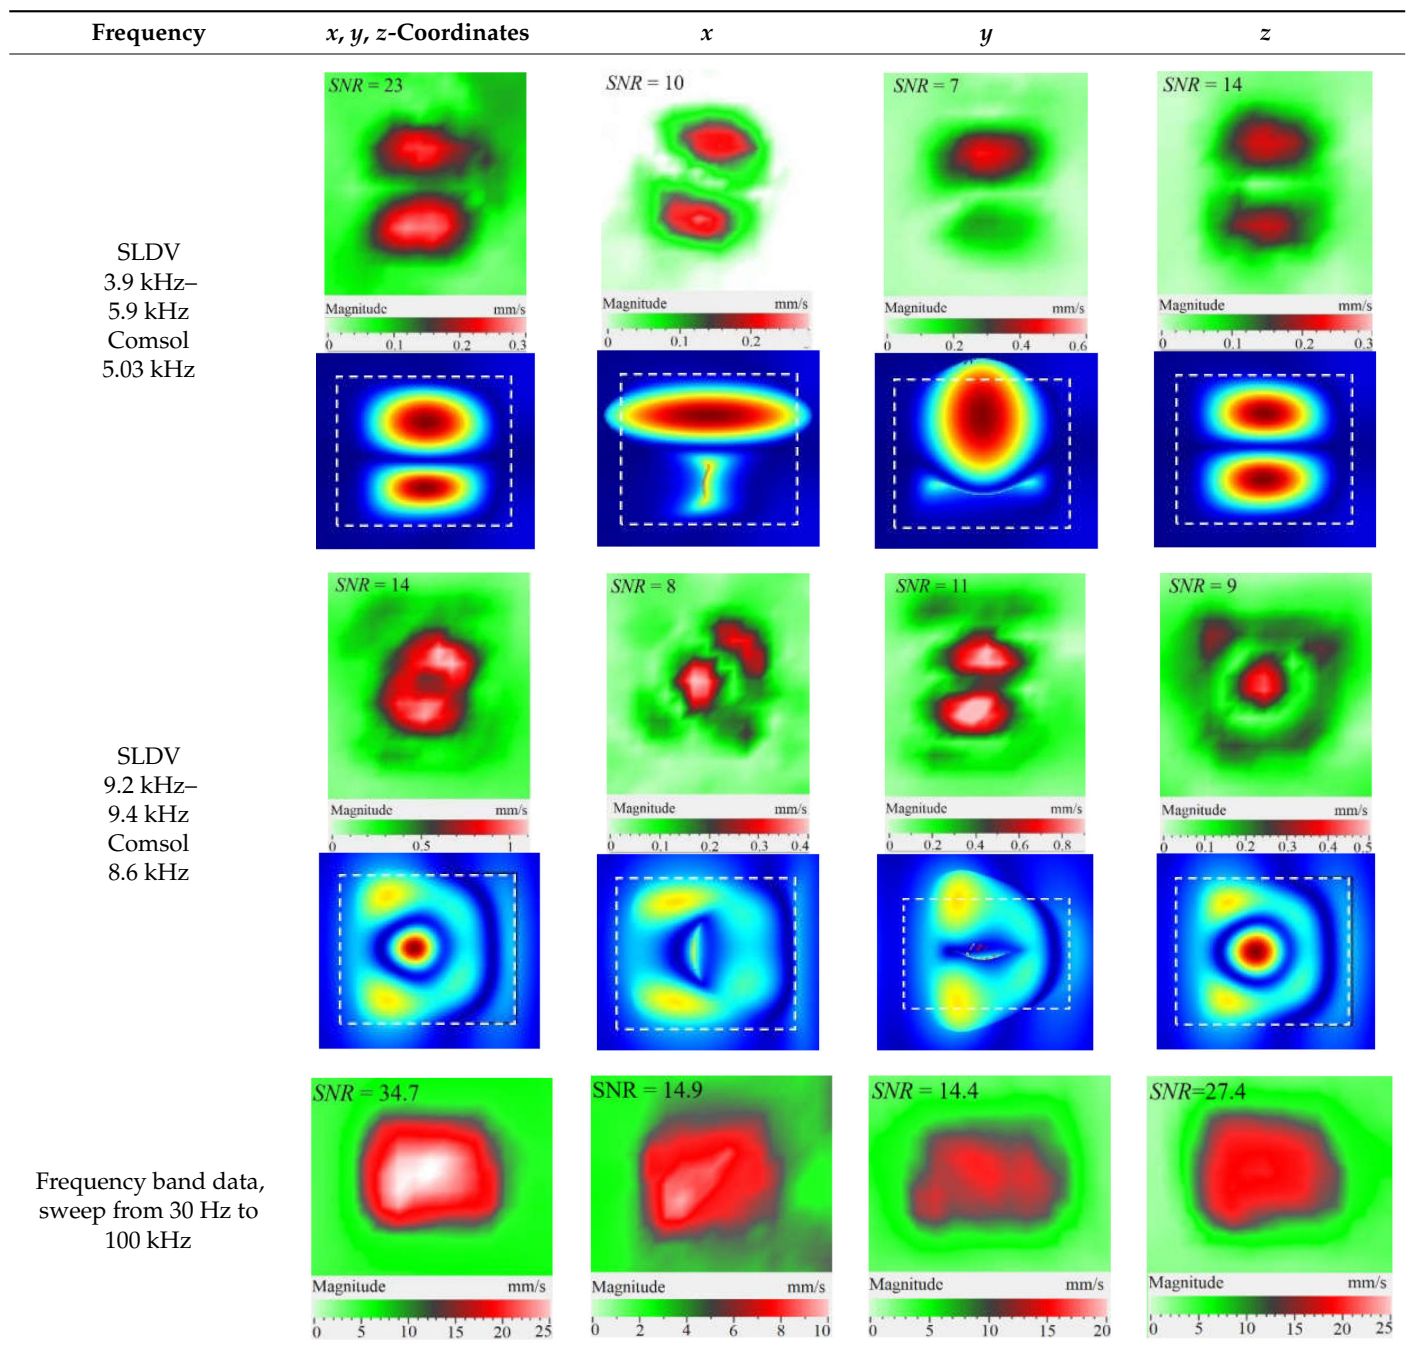 Frequency x, y, z-Coordinates x y z
SNR = 23 SNR = 10 SNR = 7 SNR = 14
SLDV
3.9 kHz–
5.9 kHz
Comsol
5.03 kHz
Magnitude mm/s Magnitude mm/s Magnitude mm/s Magnitude mm/s
0 0.1 0.2 0.3 0 0.1 0.2 0 0.2 0.4 0.6 0 0.1 0.2 0.3
SNR = 14 SNR = 8 SNR = 11 SNR = 9
SLDV
9.2 kHz–
9.4 kHz
Comsol
8.6 kHz
Magnitude mm/s Magnitude mm/s Magnitude mm/s Magnitude mm/s
0 0.5 1 0 0.1 0.2 0.3 0.4 0 0.2 0.4 0.6 0.8 0 0.1 0.2 0.3 0.4 0.5
SNR = 34.7 SNR = 14.9 SNR = 14.4 SNR=27.4
Frequency band data,
sweep from 30 Hz to
100 kHz
Magnitude mm/s Magnitude mm/s Magnitude mm/s Magnitude mm/s
0 5 10 15 20 25 0 2 4 6 8 10 0 5 10 15 20 0 5 10 15 20 25